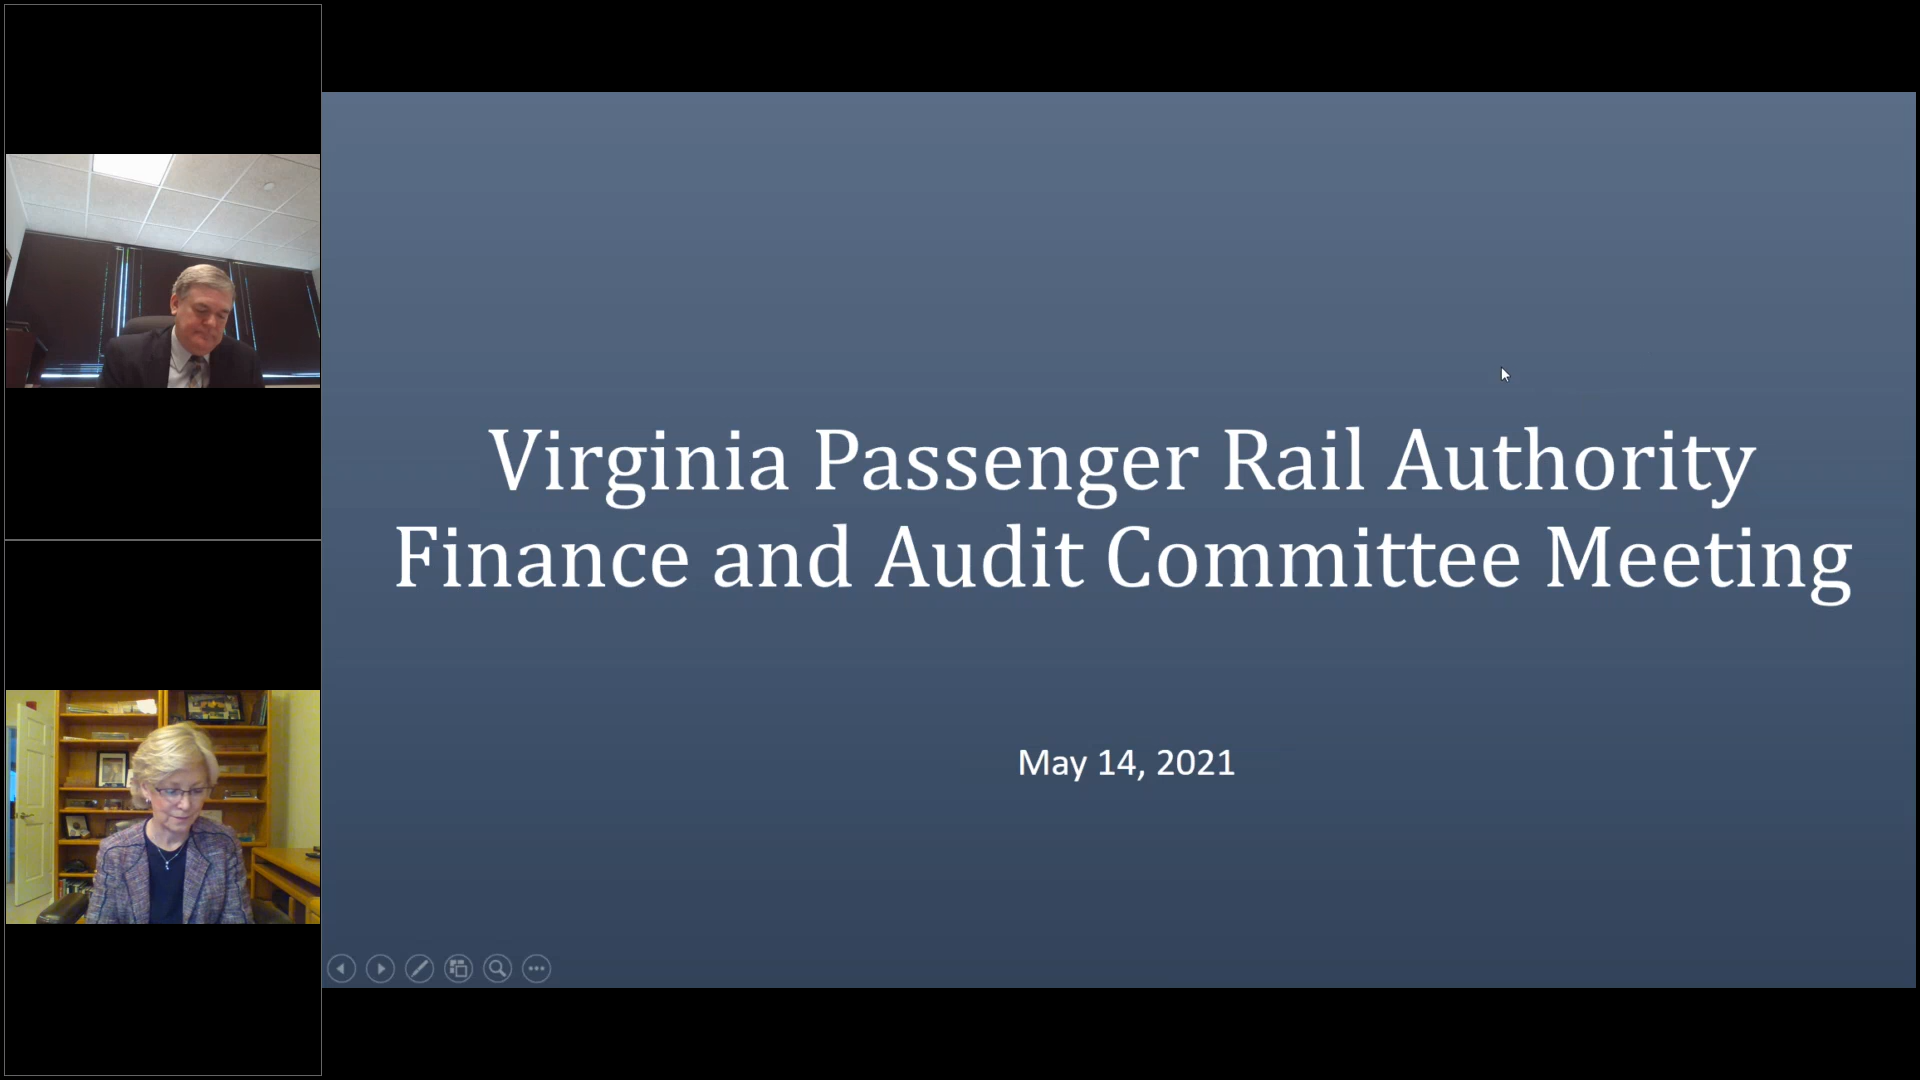 Virginia Passenger Rail Authority
Finance and Audit Committee Meeting
May 14, 2021